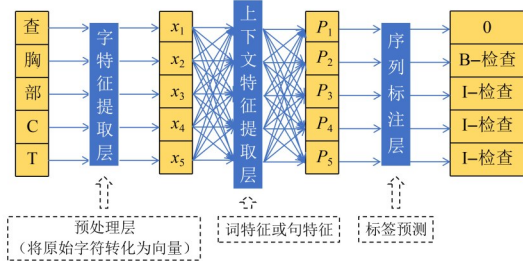 查
胸
部
C
T
字特征提取层
x1
x2
x3
x4
x5
上下文特征提取层
P1
P2
P3
P4
P5
序列标注层
0
B-检查
I-检查
I-检查
I-检查
预处理层
（将原始字符转化为向量）
词特征或句特征
标签预测